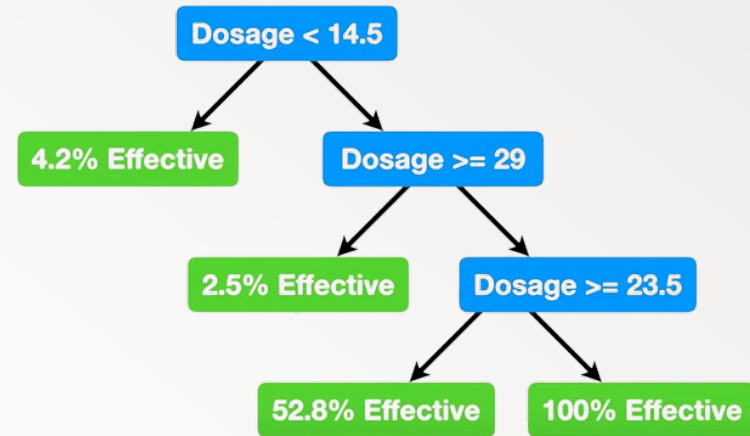 Dosage < 14.5
4.2% Effective
Dosage >= 29
2.5% Effective
Dosage >= 23.5
52.8% Effective
100% Effective